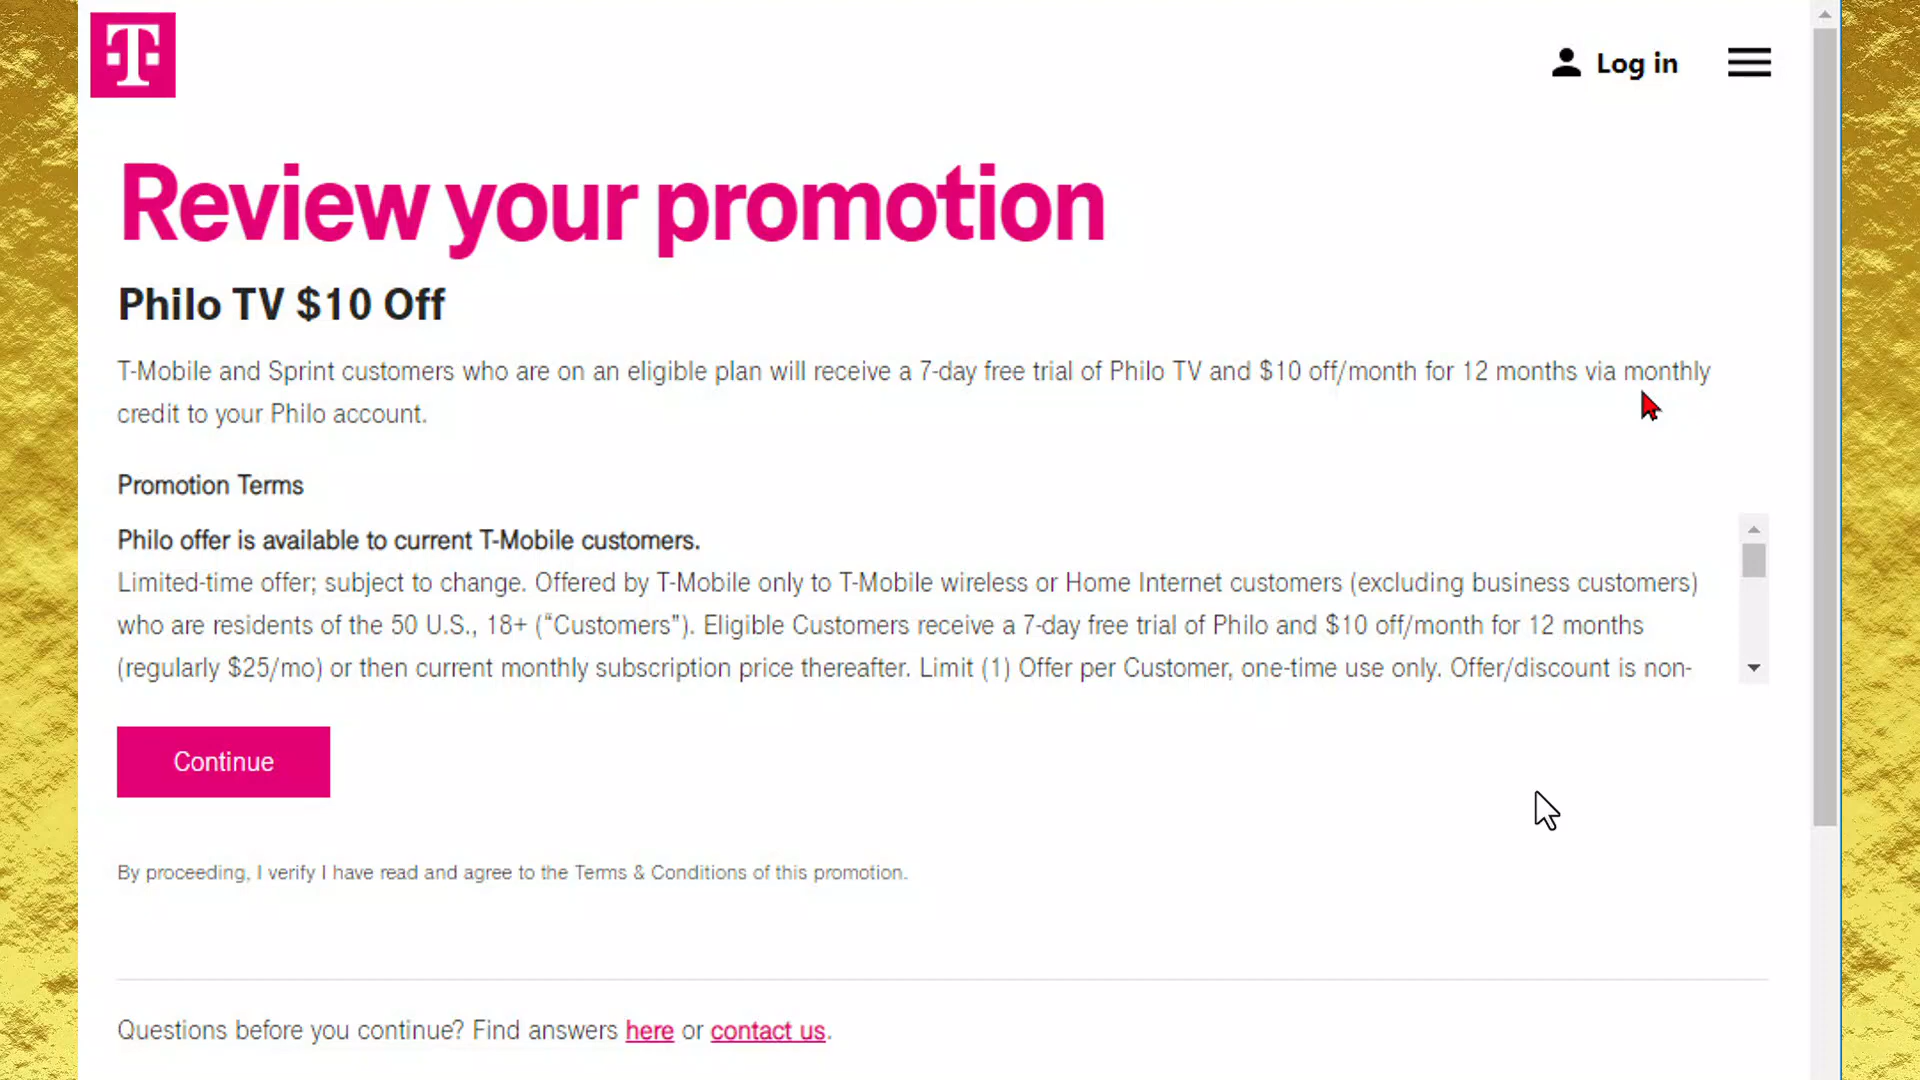 T
Log in
Review your promotion
Philo TV $10 Off
T-Mobile and Sprint customers who are on an eligible plan will receive a 7-day free trial of Philo TV and $10 off/month for 12 months via monthly
credit to your Philo account.
Promotion Terms
Philo offer is available to current T-Mobile customers.
Limited-time offer; subject to change. Offered by T-Mobile only to T-Mobile wireless or Home Internet customers (excluding business customers)
who are residents of the 50 U.S., 18+ (“Customers”). Eligible Customers receive a 7-day free trial of Philo and $10 off/month for 12 months
(regularly $25/mo) or then current monthly subscription price thereafter. Limit (1) Offer per Customer, one-time use only. Offer/discount is non-
Continue
By proceeding, I verify I have read and agree to the Terms & Conditions of this promotion.
Questions before you continue? Find answers here or contact us.